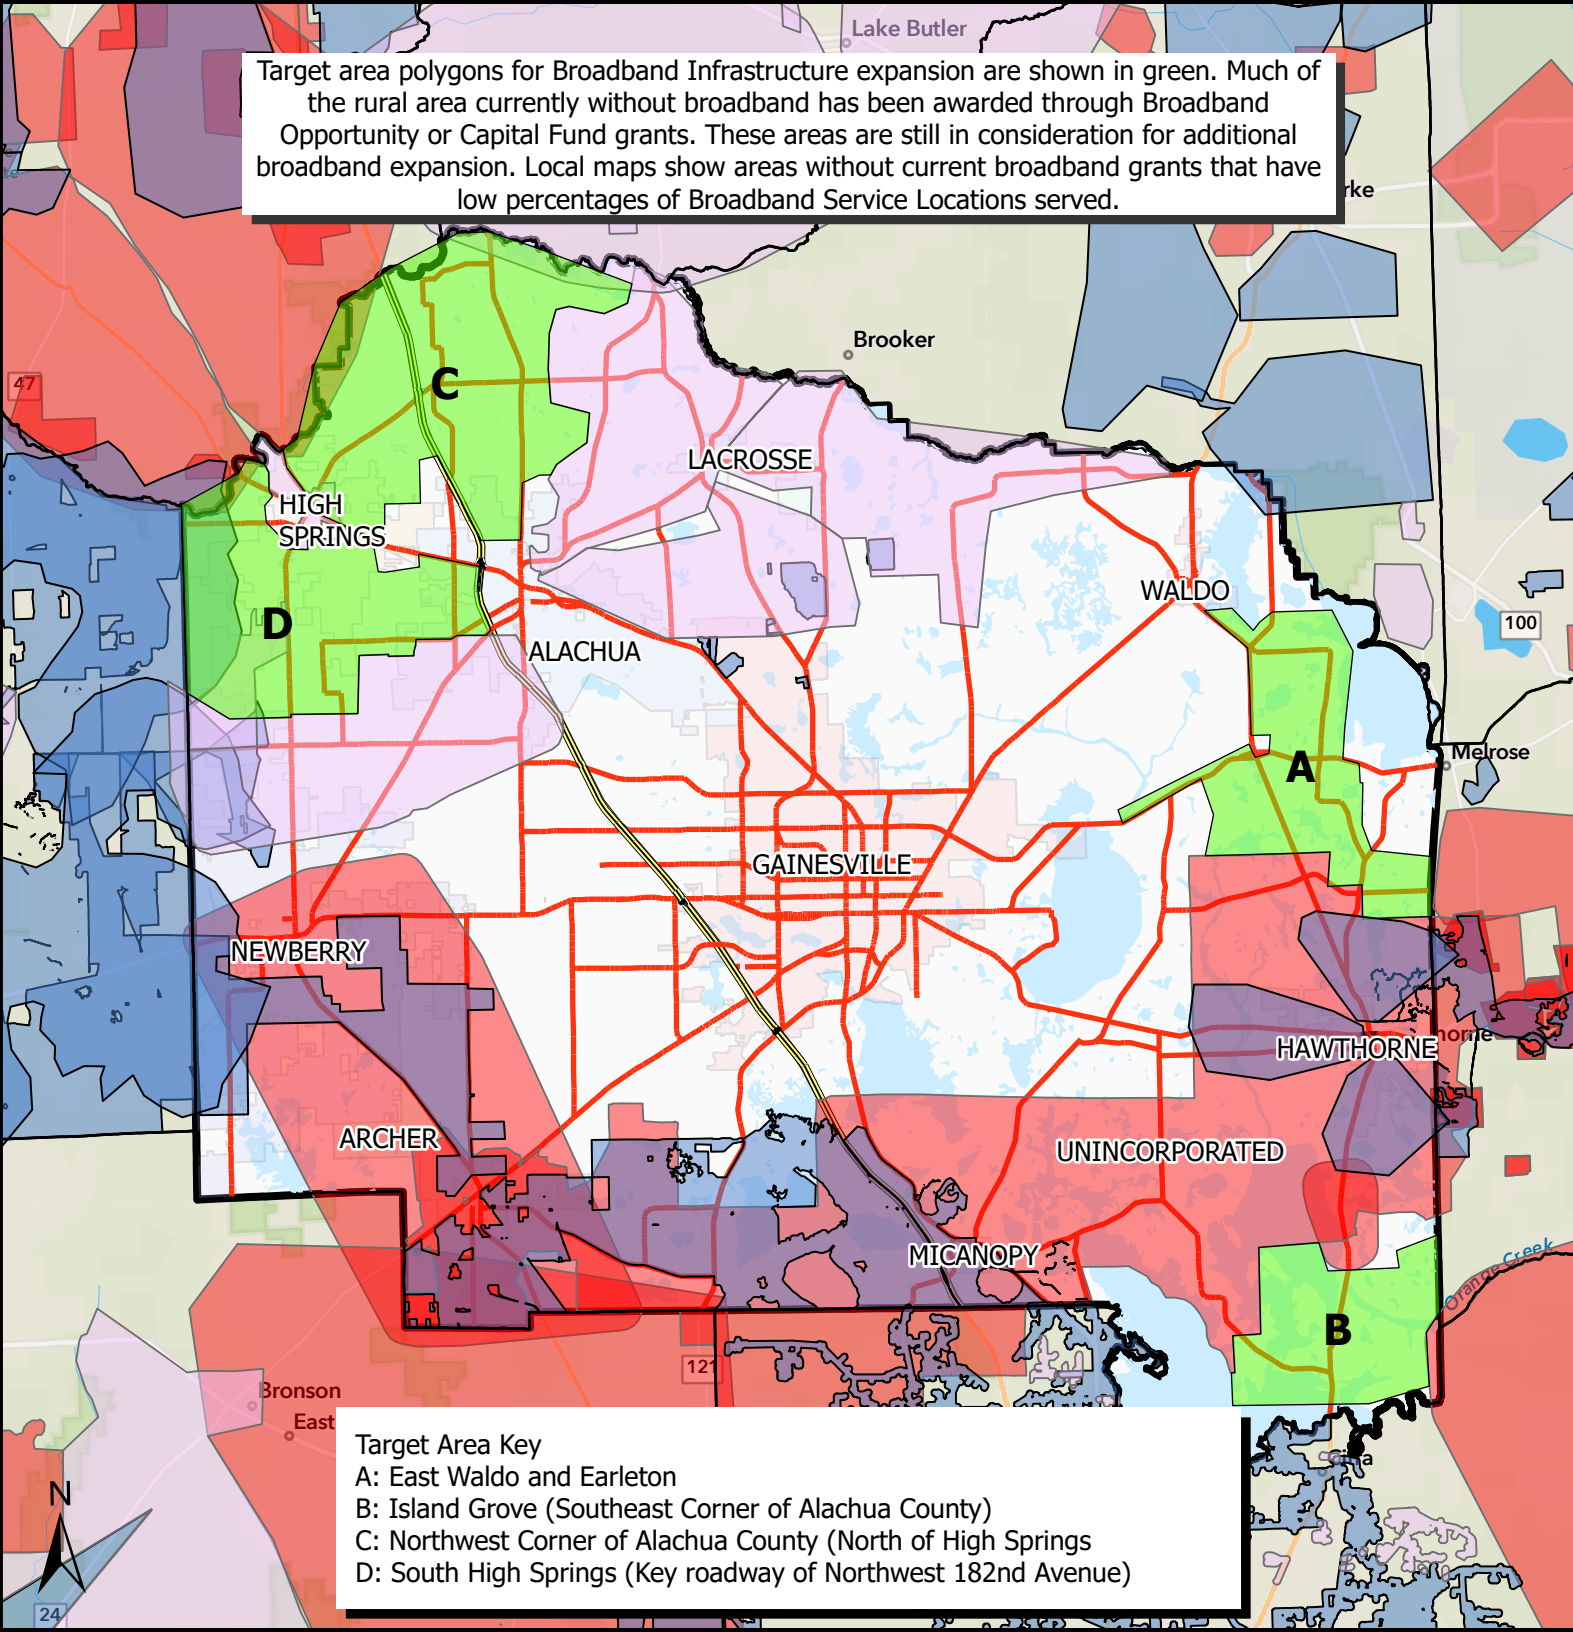 Lake Butler
Target area polygons for Broadband Infrastructure expansion are shown in green. Much of
the rural area currently without broadband has been awarded through Broadband
Opportunity or Capital Fund grants. These areas are still in consideration for additional
broadband expansion. Local maps show areas without current broadband grants that have
low percentages of Broadband Service Locations served.
rke
Brooker
47
C
LACROSSE
HIGH
SPRINGS
WALDO
100
D
ALACHUA
Melrose
A
GAINESVILLE
NEWBERRY
HAWTHORNE
horne
ARCHER
UNINCORPORATED
MICANOPY
Orange Creek
B
121
Bronson
East
Target Area Key
A: East Waldo and Earleton
B: Island Grove (Southeast Corner of Alachua County)
C: Northwest Corner of Alachua County (North of High Springs
D: South High Springs (Key roadway of Northwest 182nd Avenue)
N
24